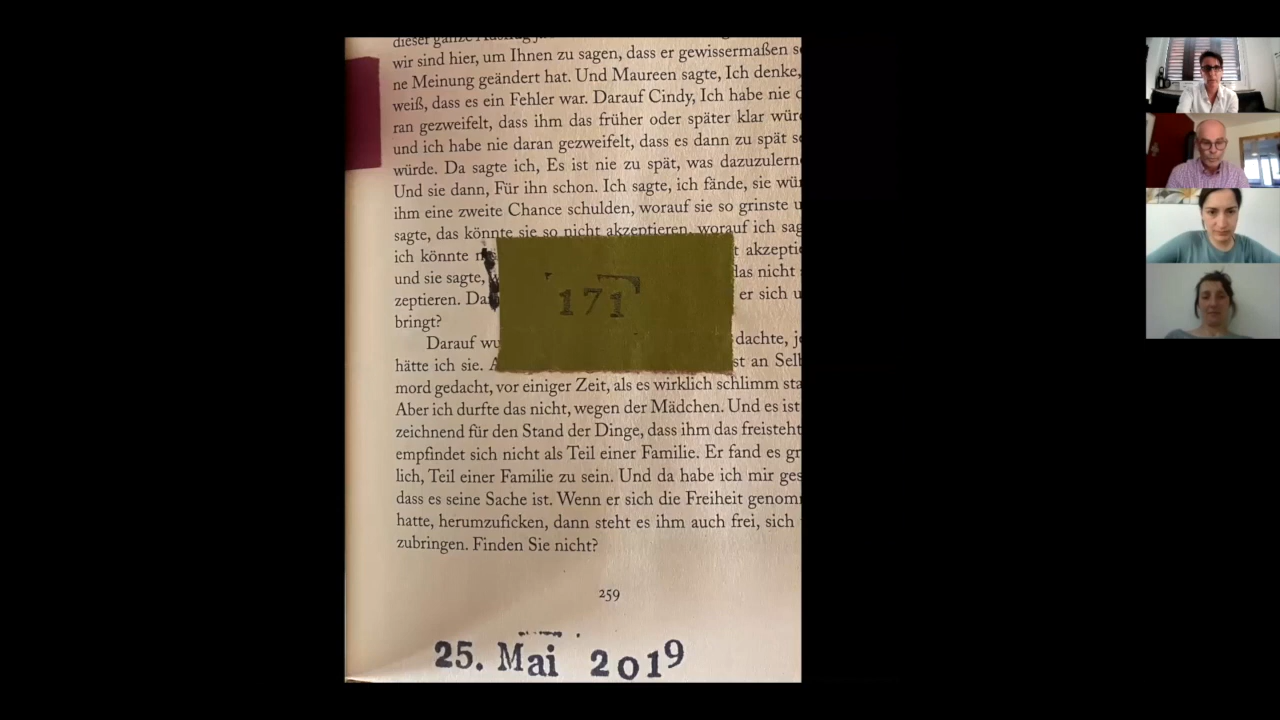 dieser ganze
wir sind hier, um Ihnen zu sagen, dass er gewissermaßen s
ne Meinung geändert hat. Und Maureen sagte, Ich denke,
weiß, dass es ein Fehler war. Darauf Cindy, Ich habe nie
ran gezweifelt, dass ihm das früher oder später klar wür
und ich habe nie daran gezweifelt, dass es dann zu spät s
würde. Da sagte ich, Es ist nie zu spät, was dazuzulern
Und sie dann, Für ihn schon. Ich sagte, ich fände, sie wü
ihm eine zweite Chance schulden, worauf sie so grinste u
sagte, das könnte sie so nicht akzeptieren, worauf ich sag
ich könnte t akzepti
und sie sagte, das nicht
zeptieren. Da er sich u
bringt?
171
Darauf wu dachte, j
hätte ich sie. A st an Sel
mord gedacht, vor einiger Zeit, als es wirklich schlimm sta
Aber ich durfte das nicht, wegen der Mädchen. Und es ist
zeichnend für den Stand der Dinge, dass ihm das freisteht
empfindet sich nicht als Teil einer Familie. Er fand es gr
lich, Teil einer Familie zu sein. Und da habe ich mir ges
dass es seine Sache ist. Wenn er sich die Freiheit genom
hatte, herumzuficken, dann steht es ihm auch frei, sich
zubringen. Finden Sie nicht?
259
25. Mai 2019